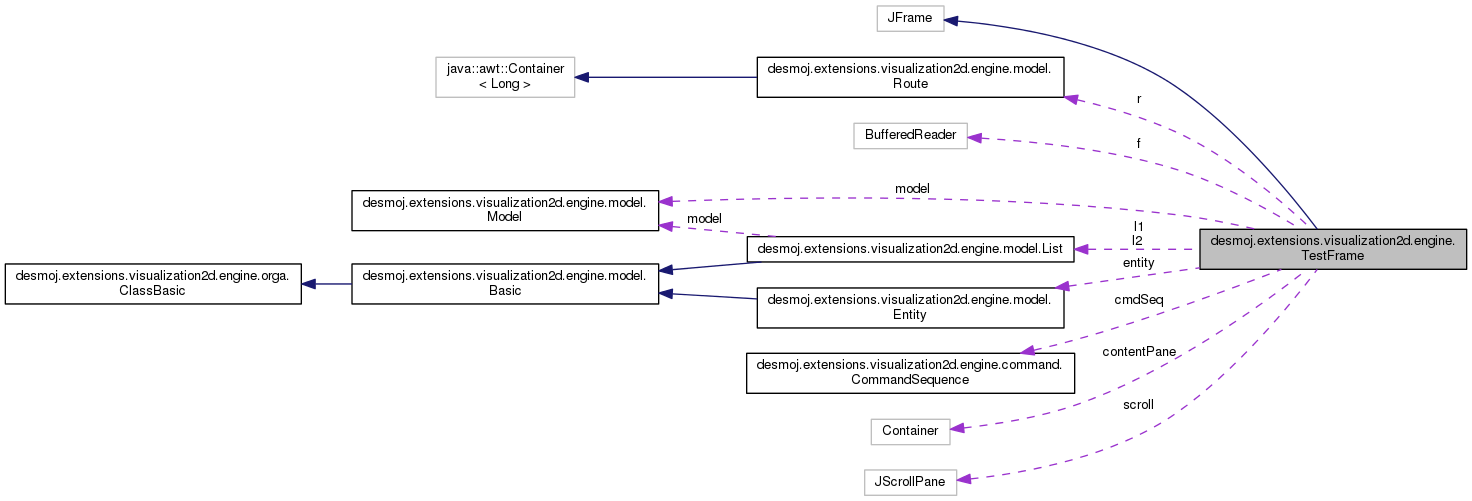 JFrame
java::awt::Container
< Long >
desmoj.extensions.visualization2d.engine.model.
Route
r
BufferedReader
f
desmoj.extensions.visualization2d.engine.model.
Model
model
model
desmoj.extensions.visualization2d.engine.model.List
l1
l2
desmoj.extensions.visualization2d.engine.
TestFrame
desmoj.extensions.visualization2d.engine.orga.
ClassBasic
desmoj.extensions.visualization2d.engine.model.
Basic
entity
desmoj.extensions.visualization2d.engine.model.
Entity
cmdSeq
desmoj.extensions.visualization2d.engine.command.
CommandSequence
contentPane
Container
scroll
JScrollPane